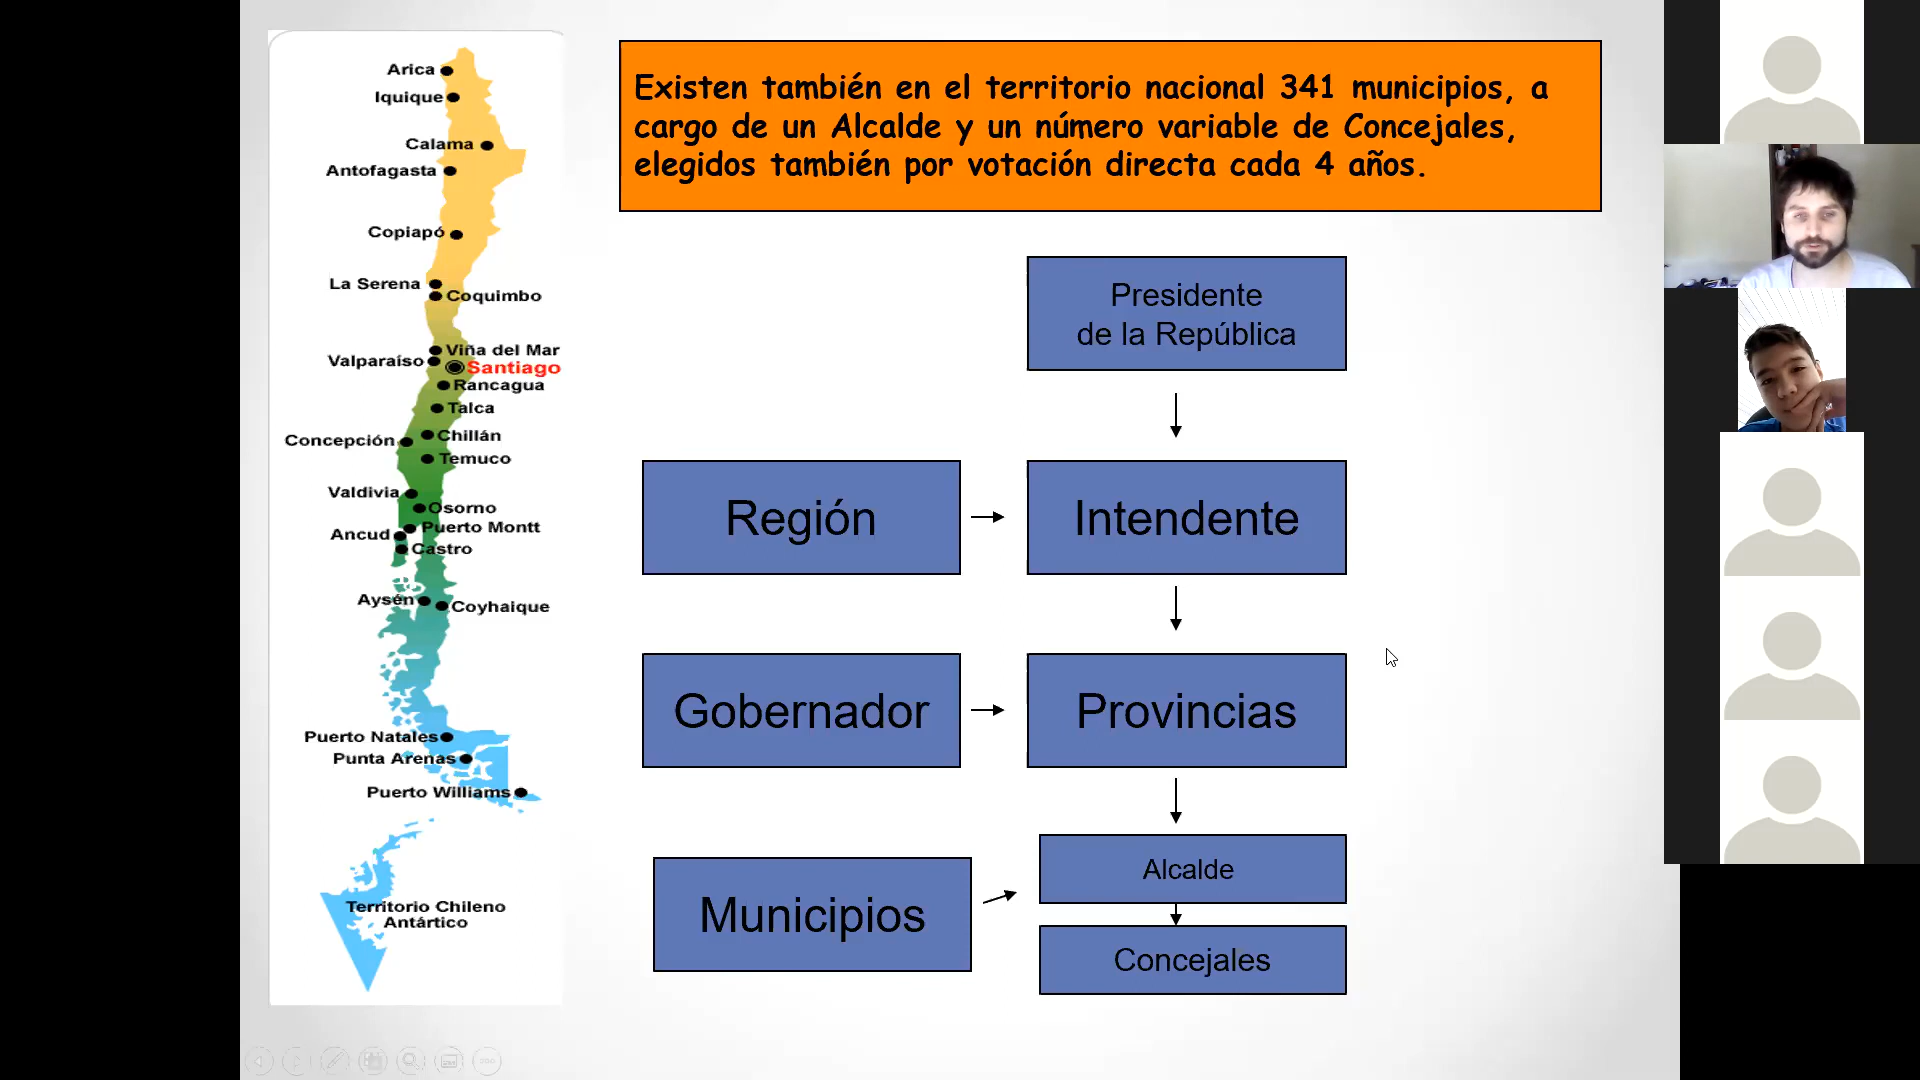 Existen también en el territorio nacional 341 municipios, a
cargo de un Alcalde y un número variable de Concejales,
elegidos también por votación directa cada 4 años.
Arica
Iquique
Calama
Antofagasta
Copiapó
La Serena
Coquimbo
Viña del Mar
Valparaíso
Santiago
Rancagua
Talca
Chillán
Concepción
Temuco
Valdivia
Osorno
Puerto Montt
Ancud
Castro
Aysén
Coyhaique
Puerto Natales
Punta Arenas
Puerto Williams
Territorio Chileno
Antártico
Presidente
de la República
Región
Intendente
Gobernador
Provincias
Municipios
Alcalde
Concejales